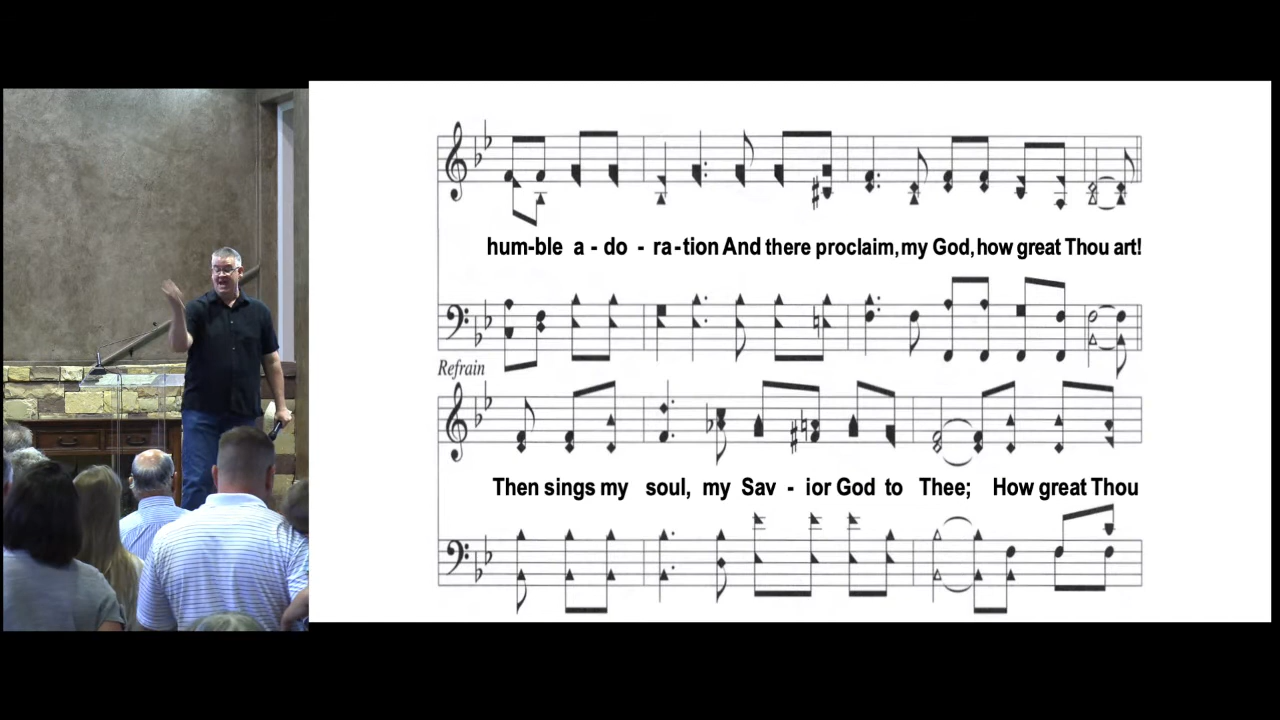 hum-ble a - do - ra-tion And there proclaim, my God, how great Thou art!
Refrain
Then sings my soul, my Sav - ior God to Thee; How great Thou